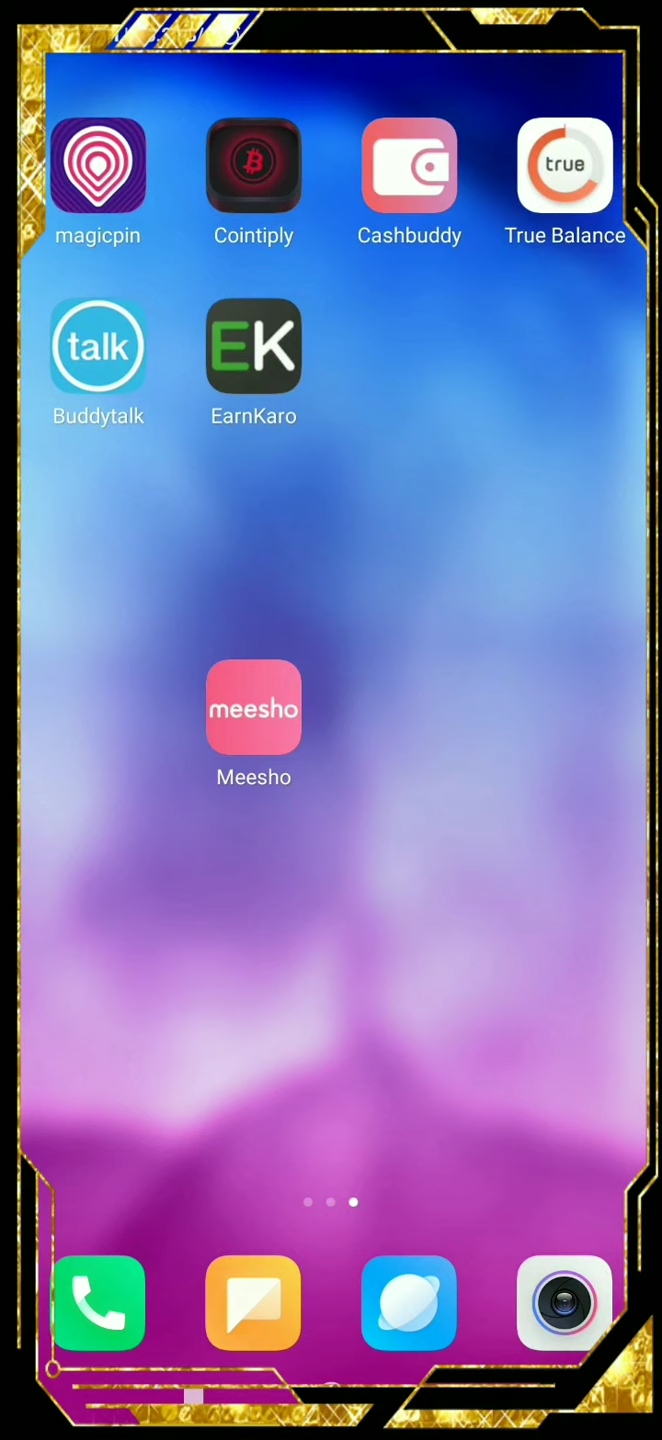 true
magicpin
Cointiply
Cashbuddy
True Balance
talk
EK
Buddytalk
EarnKaro
meesho
Meesho